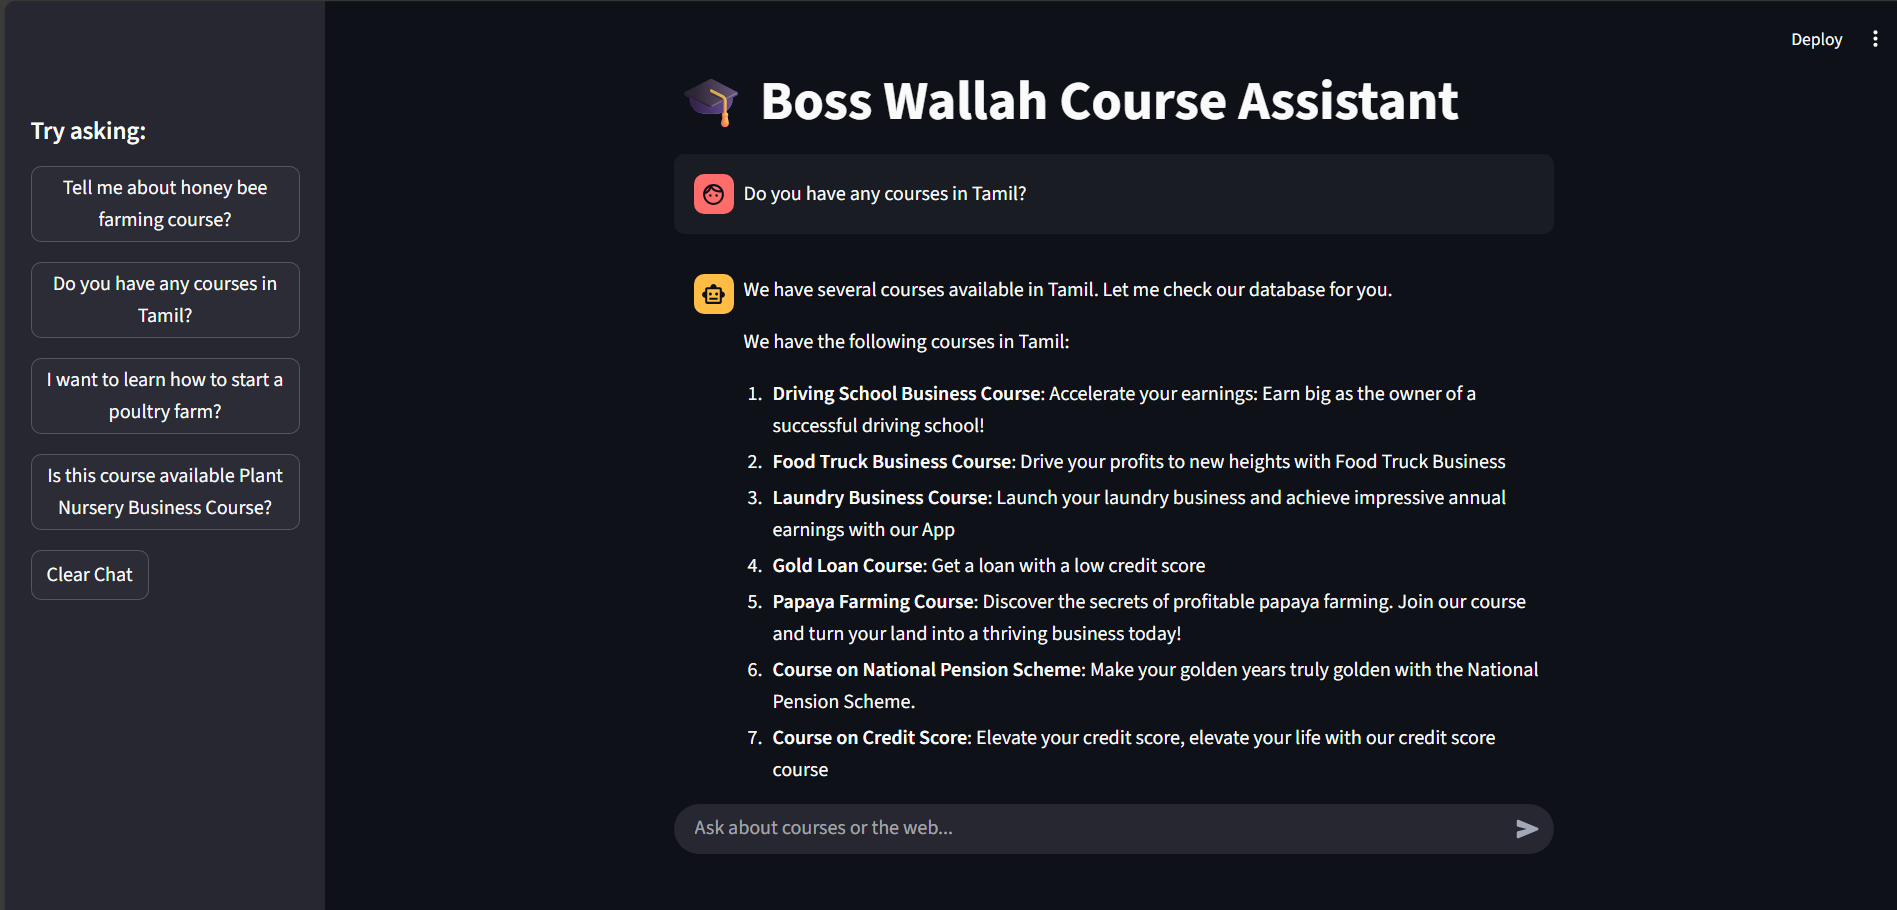 Deploy
Try asking:
Tell me about honey bee
farming course?
Do you have any courses in
Tamil?
I want to learn how to start a
poultry farm?
Is this course available Plant
Nursery Business Course?
Clear Chat
Boss Wallah Course Assistant
Do you have any courses in Tamil?
We have several courses available in Tamil. Let me check our database for you.
We have the following courses in Tamil:
1. Driving School Business Course: Accelerate your earnings: Earn big as the owner of a
successful driving school!
2. Food Truck Business Course: Drive your profits to new heights with Food Truck Business
3. Laundry Business Course: Launch your laundry business and achieve impressive annual
earnings with our App
4. Gold Loan Course: Get a loan with a low credit score
5. Papaya Farming Course: Discover the secrets of profitable papaya farming. Join our course
and turn your land into a thriving business today!
6. Course on National Pension Scheme: Make your golden years truly golden with the National
Pension Scheme.
7. Course on Credit Score: Elevate your credit score, elevate your life with our credit score
course
Ask about courses or the web...